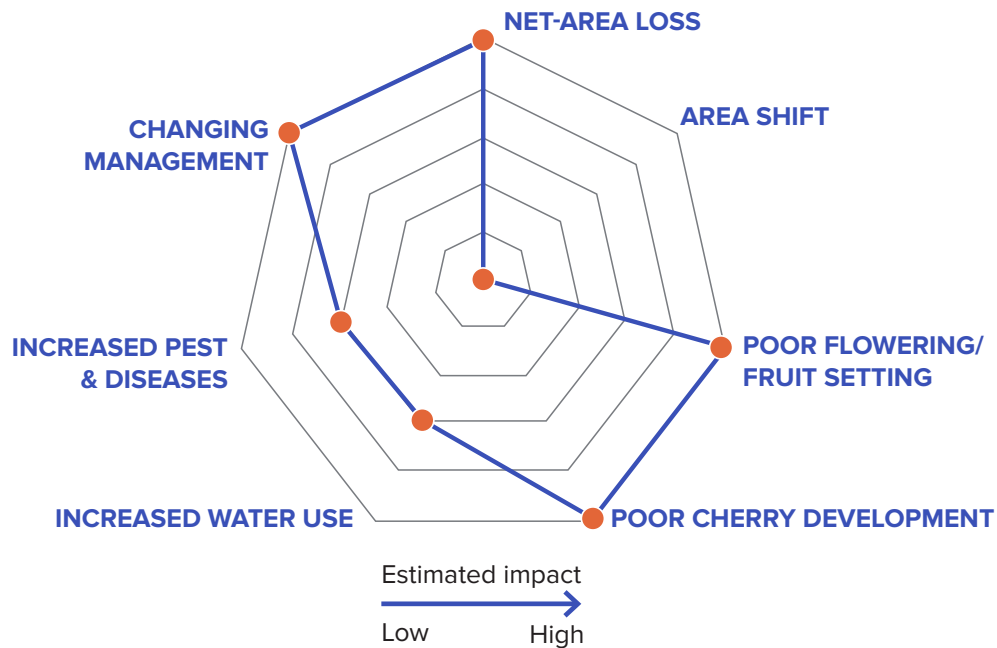 NET-AREA LOSS
AREA SHIFT
CHANGING
MANAGEMENT
INCREASED PEST
& DISEASES
POOR FLOWERING/
FRUIT SETTING
INCREASED WATER USE
POOR CHERRY DEVELOPMENT
Estimated impact
Low
High